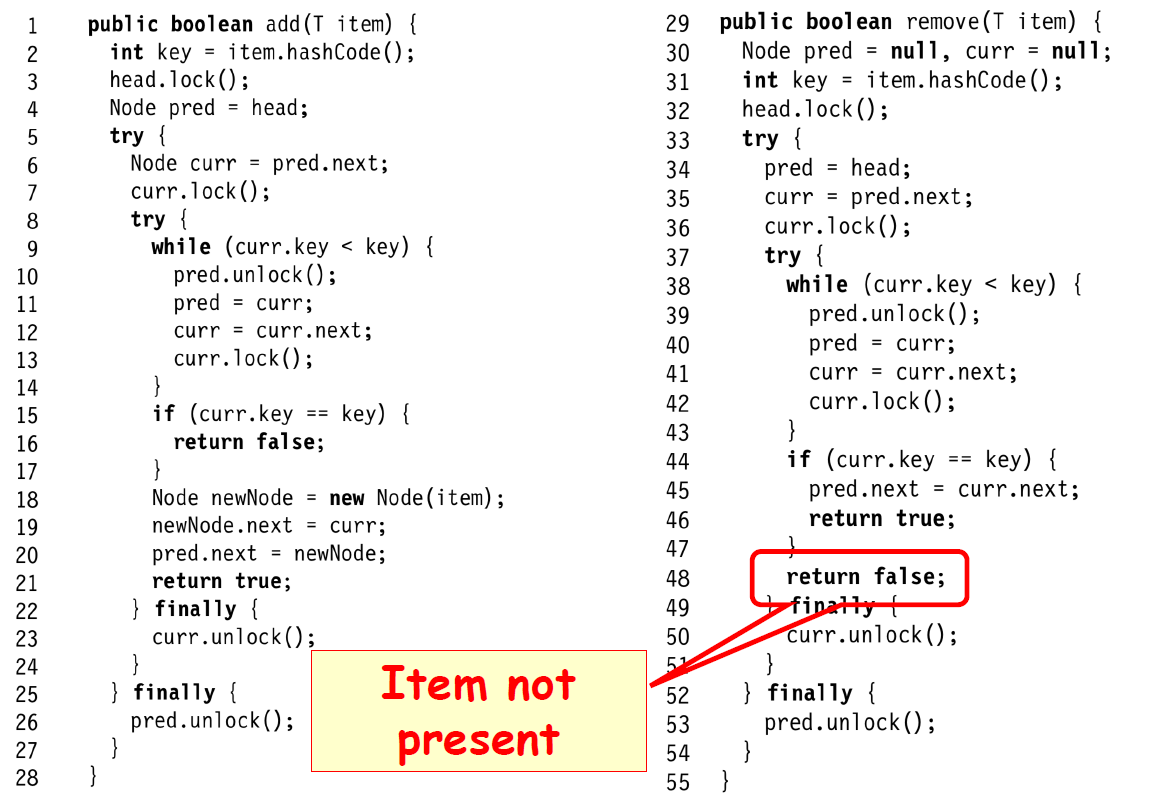 1 public boolean add(T item) {
2 int key = item.hashCode();
3 head.lock();
4 Node pred = head;
5 try {
6 Node curr = pred.next;
7 curr.lock();
8 try {
9 while (curr.key < key) {
10 pred.unlock();
11 pred = curr;
12 curr = curr.next;
13 curr.lock();
14 }
15 if (curr.key == key) {
16 return false;
17 }
18 Node newNode = new Node(item);
19 newNode.next = curr;
20 pred.next = newNode;
21 return true;
22 } finally {
23 curr.unlock();
24 }
25 } finally {
26 pred.unlock();
27 }
28 }
29 public boolean remove(T item) {
30 Node pred = null, curr = null;
31 int key = item.hashCode();
32 head.lock();
33 try {
34 pred = head;
35 curr = pred.next;
36 curr.lock();
37 try {
38 while (curr.key < key) {
39 pred.unlock();
40 pred = curr;
41 curr = curr.next;
42 curr.lock();
43 }
44 if (curr.key == key) {
45 pred.next = curr.next;
46 return true;
47 }
48 return false;
49 } finally {
50 curr.unlock();
51 }
52 } finally {
53 pred.unlock();
54 }
55 }
Item not
present